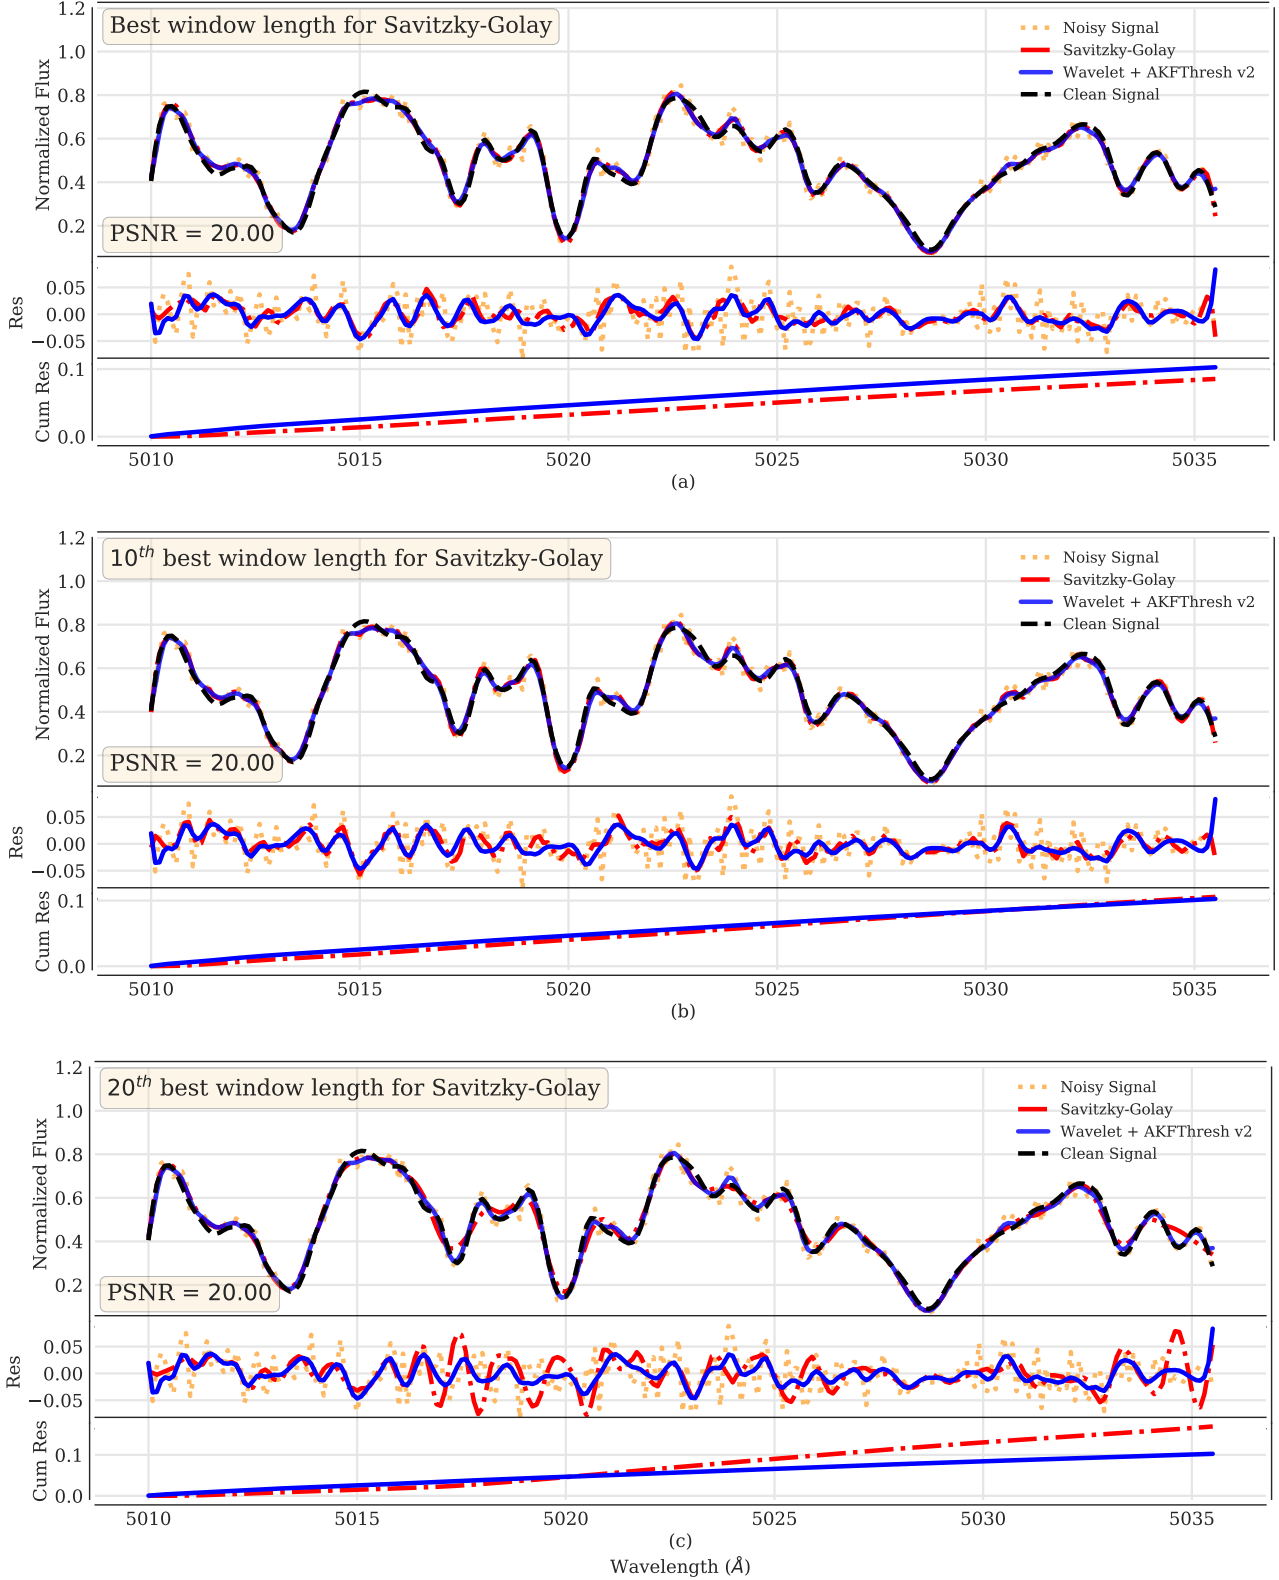 Best window length for Savitzky-Golay
Noisy Signal
Savitzky-Golay
Wavelet + AKFThresh v2
Clean Signal
1.2
1.0
0.8
0.6
0.4
0.2
Normalized Flux
PSNR = 20.00
0.05
0.00
−0.05
Res
0.1
0.0
Cum Res
5010 5015 5020 5025 5030 5035
(a)
10th best window length for Savitzky-Golay
Noisy Signal
Savitzky-Golay
Wavelet + AKFThresh v2
Clean Signal
1.2
1.0
0.8
0.6
0.4
0.2
Normalized Flux
PSNR = 20.00
0.05
0.00
−0.05
Res
0.1
0.0
Cum Res
5010 5015 5020 5025 5030 5035
(b)
20th best window length for Savitzky-Golay
Noisy Signal
Savitzky-Golay
Wavelet + AKFThresh v2
Clean Signal
1.2
1.0
0.8
0.6
0.4
0.2
Normalized Flux
PSNR = 20.00
0.05
0.00
−0.05
Res
0.1
0.0
Cum Res
5010 5015 5020 5025 5030 5035
(c)
Wavelength (Å)